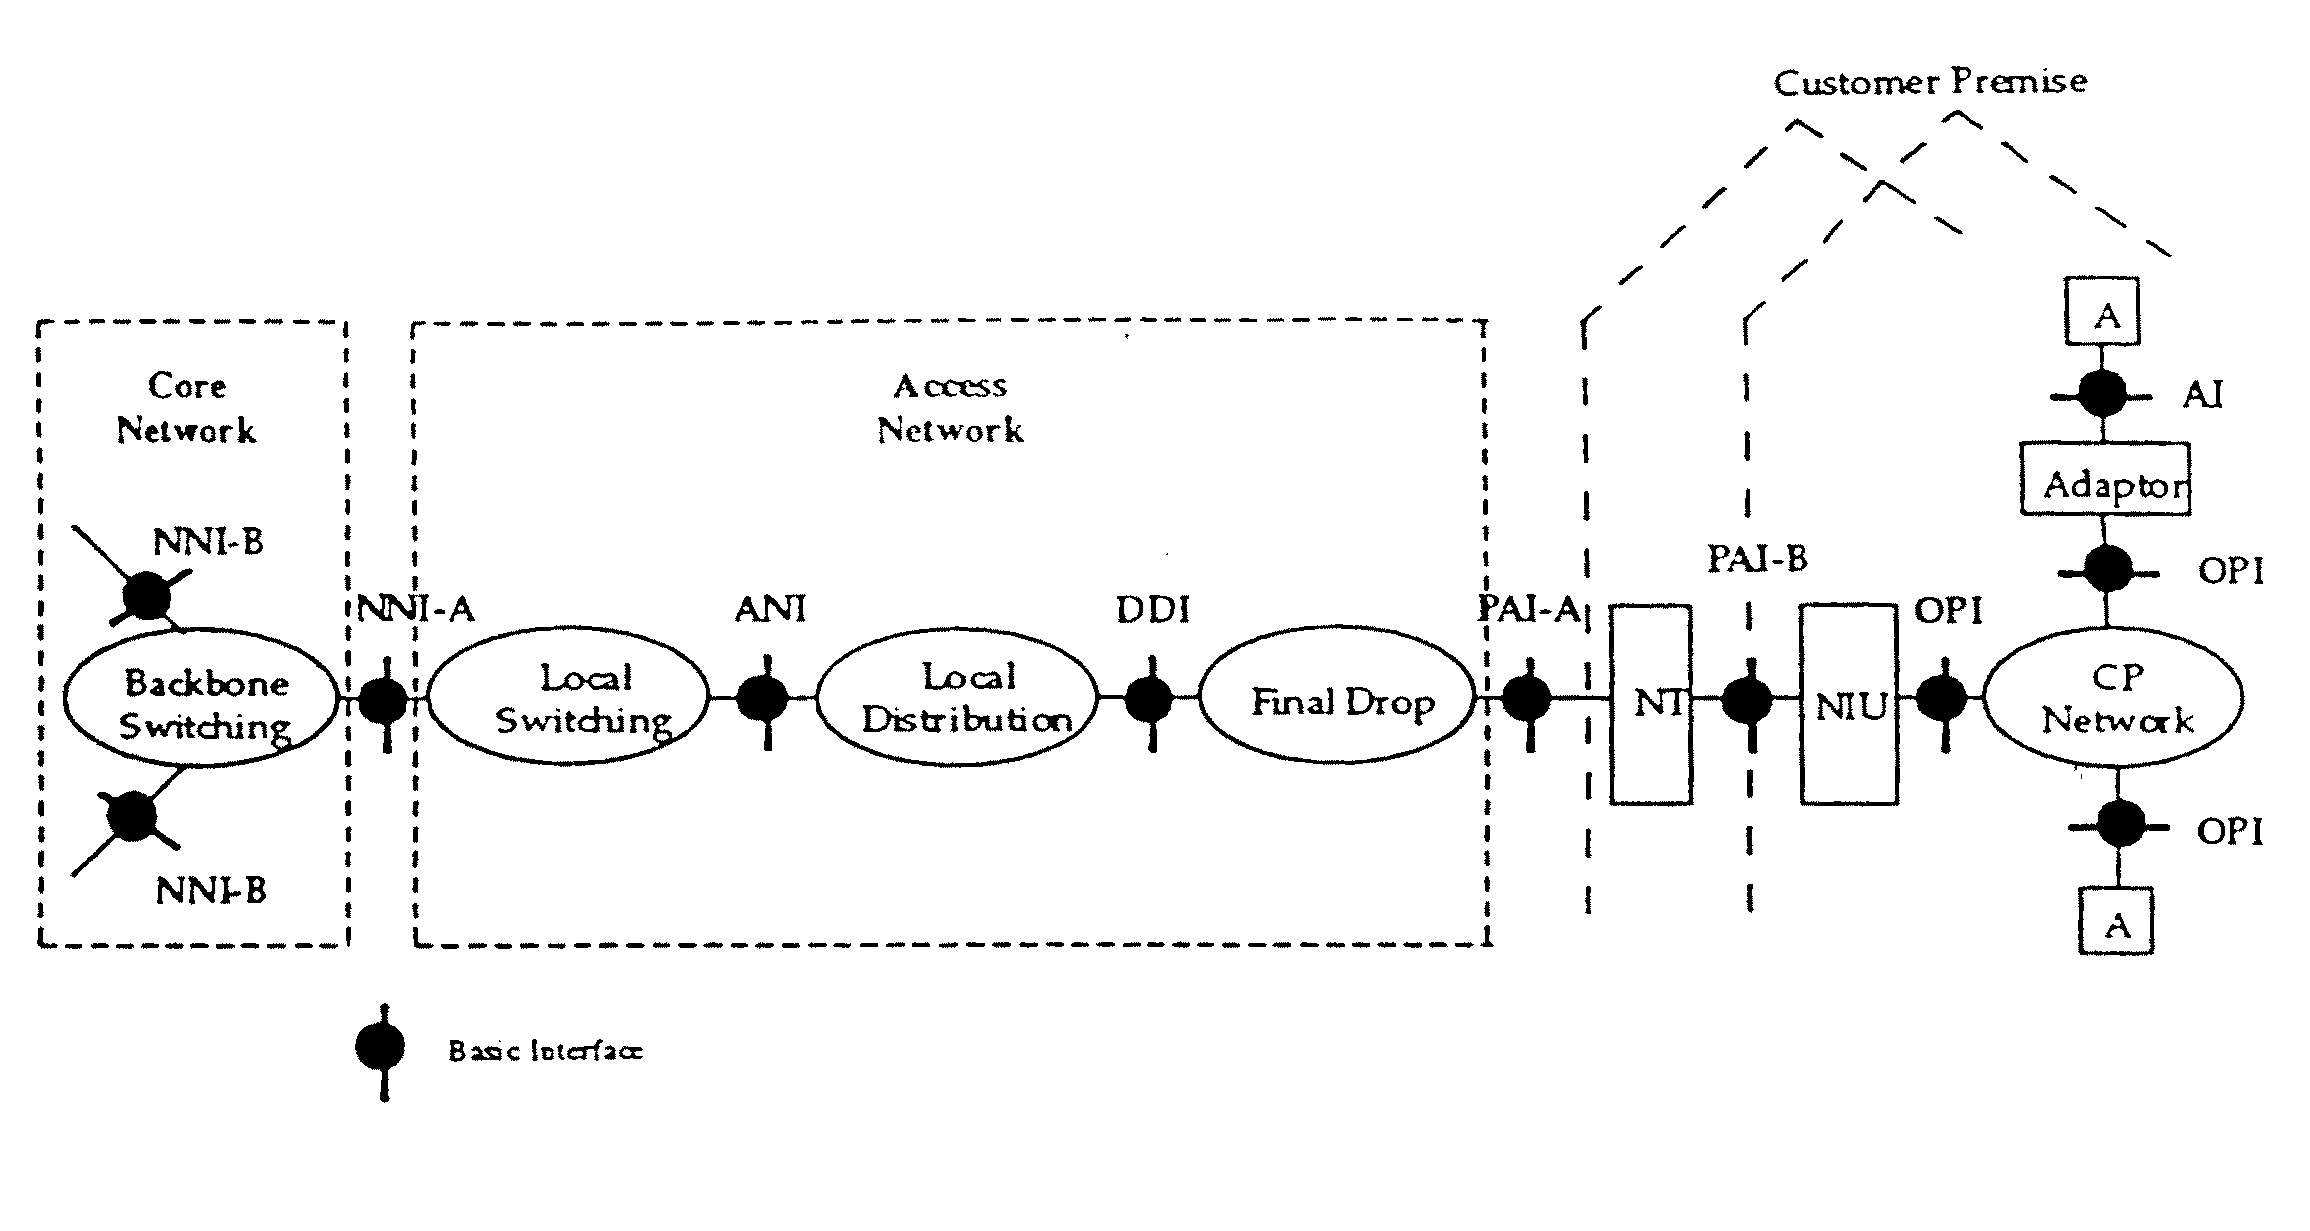 Customer Premise
A
Core
Network
Access
Network
AI
Adaptor
NNI-B
PAI-B
OPI
NNI-A
ANI
DDI
PAI-A
OPI
Backbone
Switching
Local
Switching
Local
Distribution
Final Drop
NT
NIU
CP
Network
OPI
NNI-B
A
Basic Interface